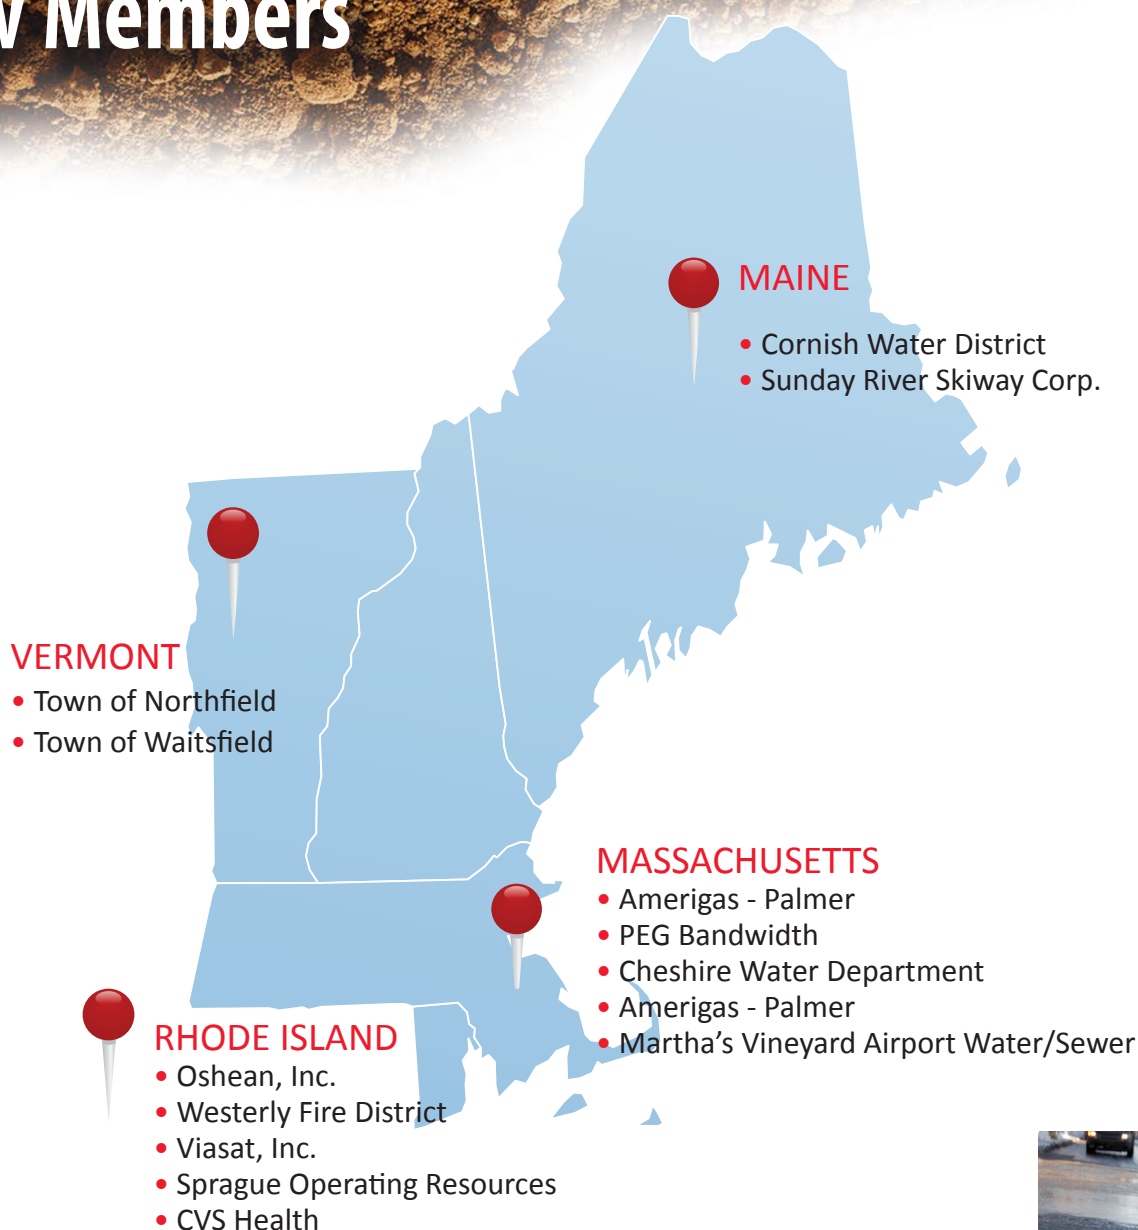 Members
MAINE
• Cornish Water District
• Sunday River Skiway Corp.
VERMONT
• Town of Northfield
• Town of Waitsfield
MASSACHUSETTS
• Amerigas - Palmer
• PEG Bandwidth
• Cheshire Water Department
• Amerigas - Palmer
• Martha's Vineyard Airport Water/Sewer
RHODE ISLAND
• Oshean, Inc.
• Westerly Fire District
• Viasat, Inc.
• Sprague Operating Resources
• CVS Health